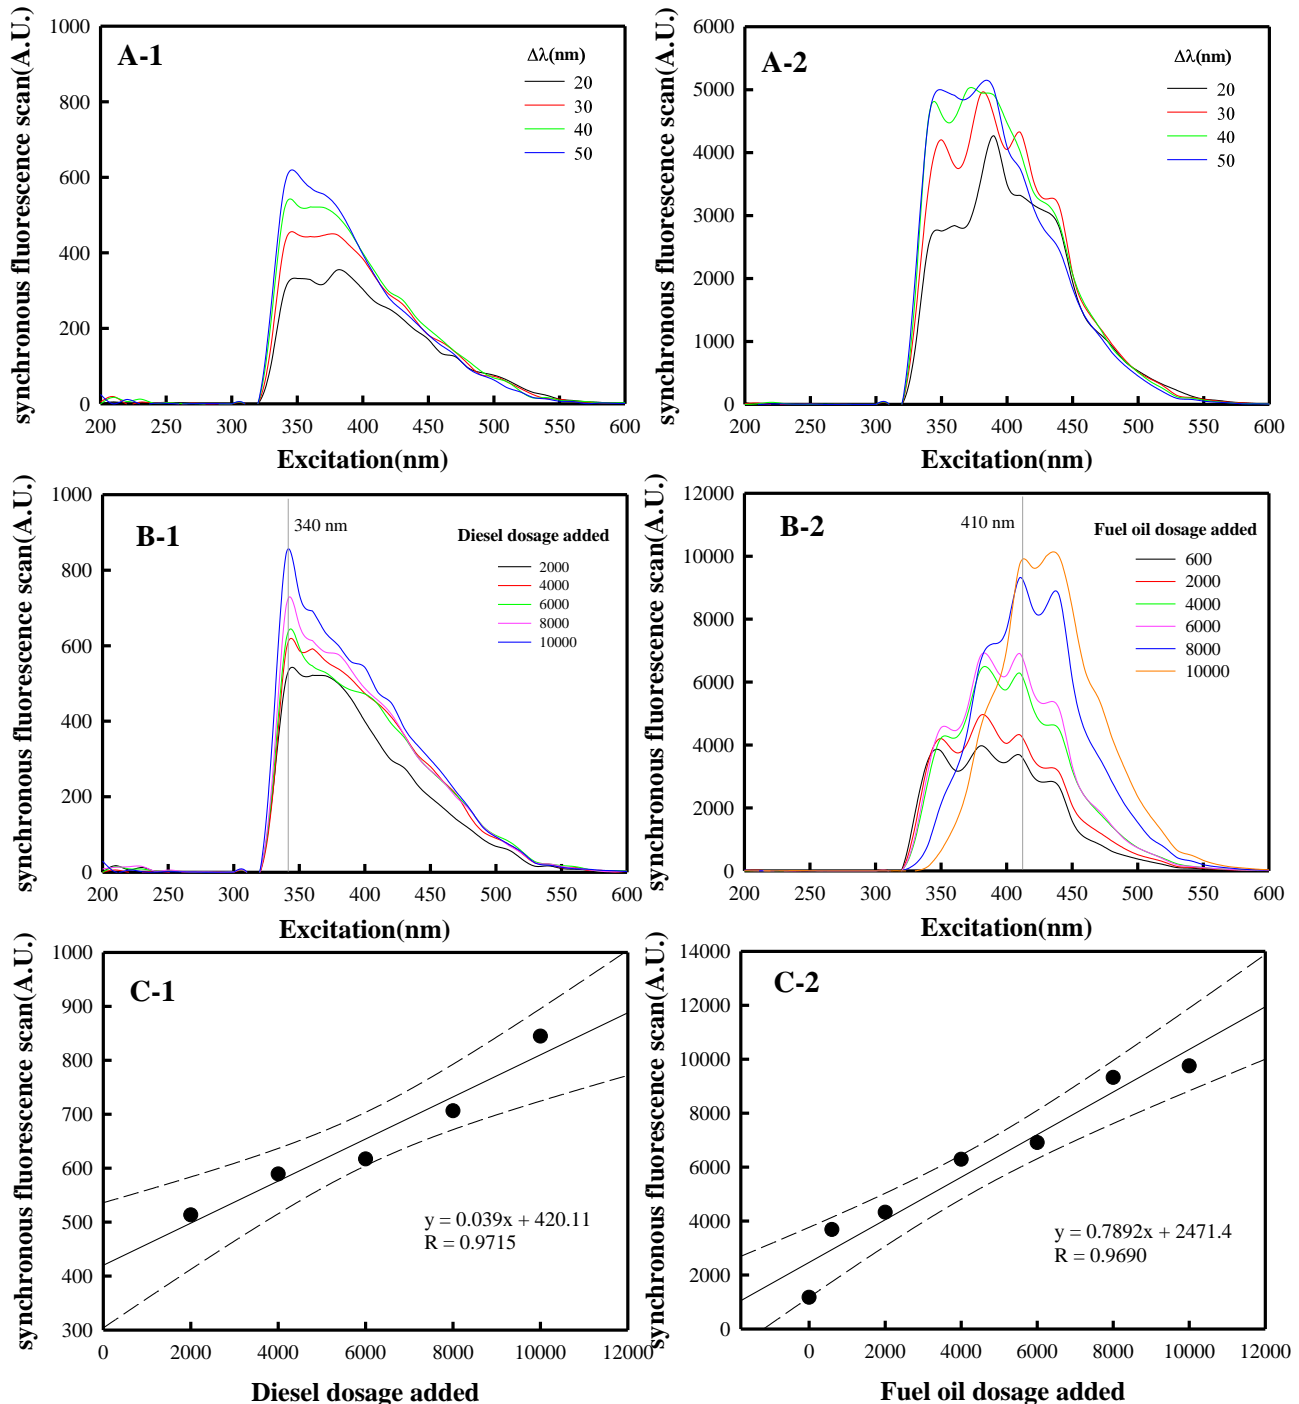 A-1
synchronous fluorescence scan(A.U.)
1000
800
600
400
200
0
200 250 300 350 400 450 500 550 600
Excitation(nm)
Δλ(nm)
20
30
40
50
A-2
synchronous fluorescence scan(A.U.)
6000
5000
4000
3000
2000
1000
0
200 250 300 350 400 450 500 550 600
Excitation(nm)
Δλ(nm)
20
30
40
50
B-1
synchronous fluorescence scan(A.U.)
1000
800
600
400
200
0
200 250 300 350 400 450 500 550 600
Excitation(nm)
340 nm
Diesel dosage added
2000
4000
6000
8000
10000
B-2
synchronous fluorescence scan(A.U.)
12000
10000
8000
6000
4000
2000
0
200 250 300 350 400 450 500 550 600
Excitation(nm)
410 nm
Fuel oil dosage added
600
2000
4000
6000
8000
10000
C-1
synchronous fluorescence scan(A.U.)
1000
900
800
700
600
500
400
300
0 2000 4000 6000 8000 10000 12000
Diesel dosage added
y = 0.039x + 420.11
R = 0.9715
C-2
synchronous fluorescence scan(A.U.)
14000
12000
10000
8000
6000
4000
2000
0
0 2000 4000 6000 8000 10000 12000
Fuel oil dosage added
y = 0.7892x + 2471.4
R = 0.9690